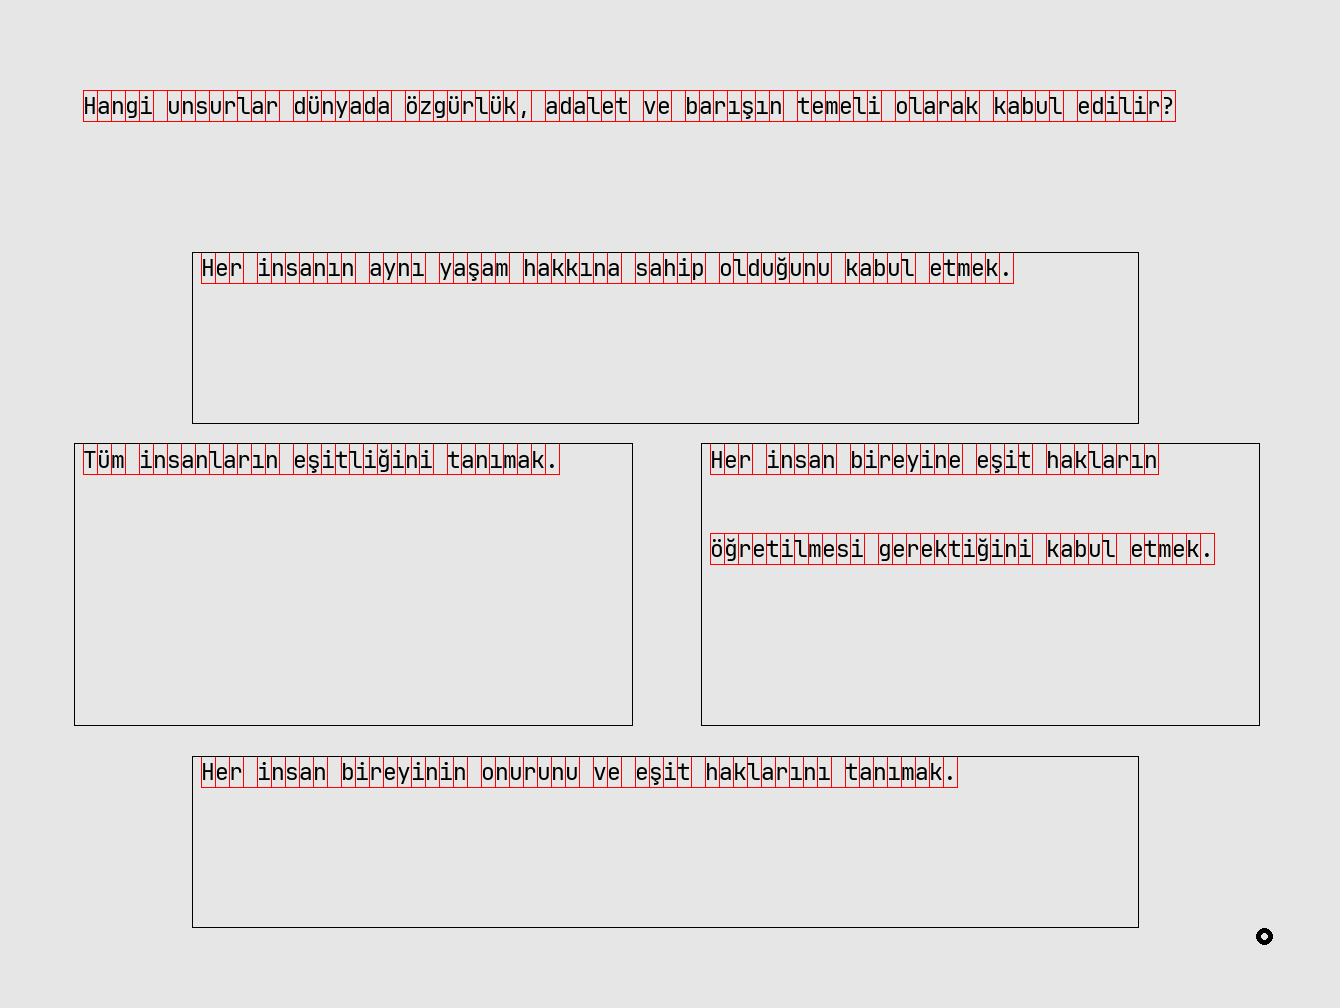 Hangi unsurlar dünyada özgürlük, adalet ve barışın temeli olarak kabul edilir?
Her insanın aynı yaşam hakkına sahip olduğunu kabul etmek.
Tüm insanların eşitliğini tanımak.
Her insan bireyine eşit hakların
öğretilmesi gerektiğini kabul etmek.
Her insan bireyinin onurunu ve eşit haklarını tanımak.